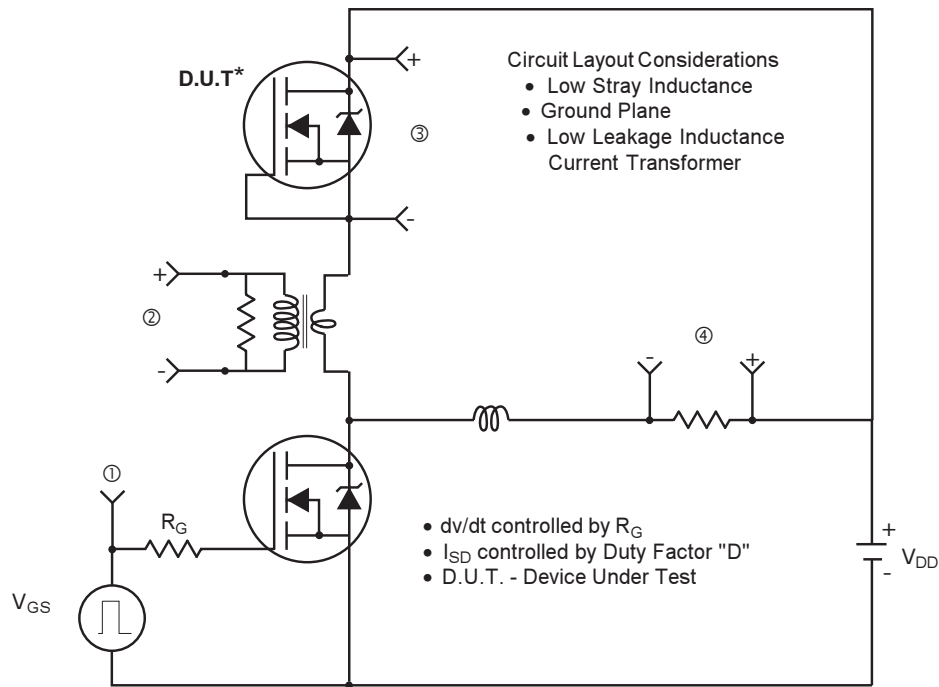 D.U.T*
+
③
-
Circuit Layout Considerations
• Low Stray Inductance
• Ground Plane
• Low Leakage Inductance
Current Transformer
+
②
-
④
-
+
①
R_G
V_GS
• dv/dt controlled by R_G
• I_SD controlled by Duty Factor "D"
• D.U.T. - Device Under Test
+
V_DD
-